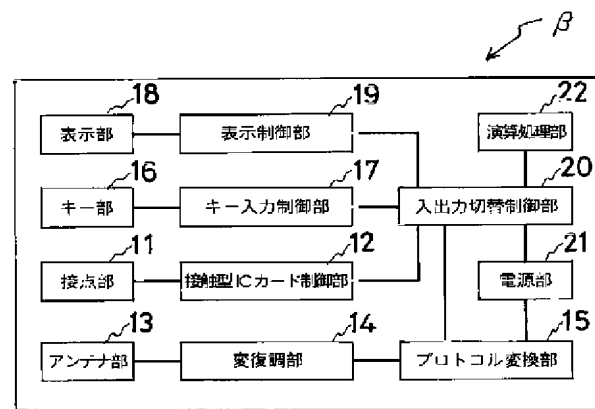 β
18
19
22
表示部
表示制御部
演算処理部
16
17
20
キー部
キー入力制御部
入出力切替制御部
11
12
21
接点部
接触型ICカード制御部
電源部
13
14
15
アンテナ部
変復調部
プロトコル変換部